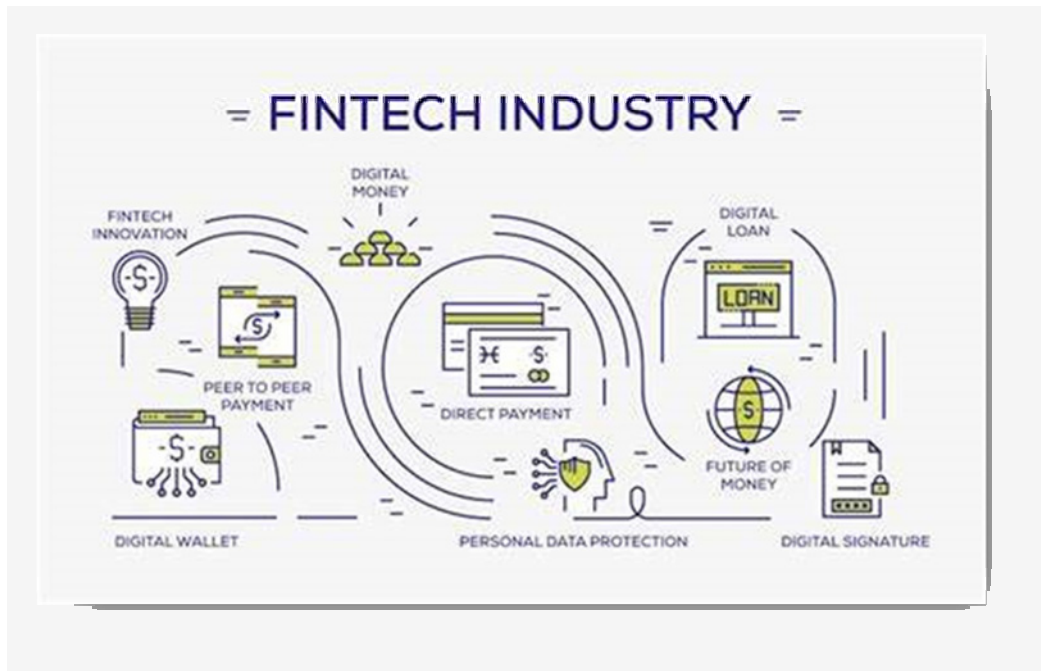 FINTECH INDUSTRY
DIGITAL
MONEY
FINTECH
INNOVATION
DIGITAL
LOAN
LOAN
$
$
PEER TO PEER
PAYMENT
$
DIRECT PAYMENT
$
$
FUTURE OF
MONEY
DIGITAL WALLET
PERSONAL DATA PROTECTION
DIGITAL SIGNATURE